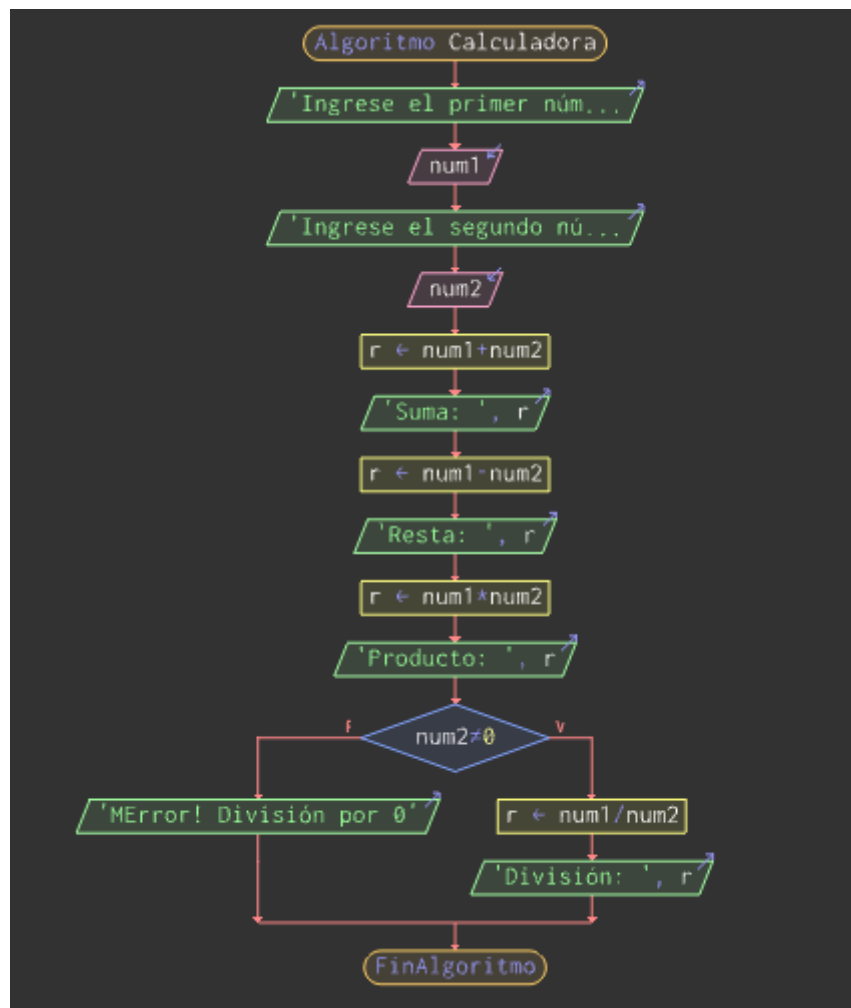 Algoritmo Calculadora
'Ingrese el primer núm...
num1
'Ingrese el segundo nú...
num2
r ← num1+num2
'Suma: ', r
r ← num1-num2
'Resta: ', r
r ← num1*num2
'Producto: ', r
F
num2≠0
V
'MError! División por 0'
r ← num1/num2
'División: ', r
FinAlgoritmo